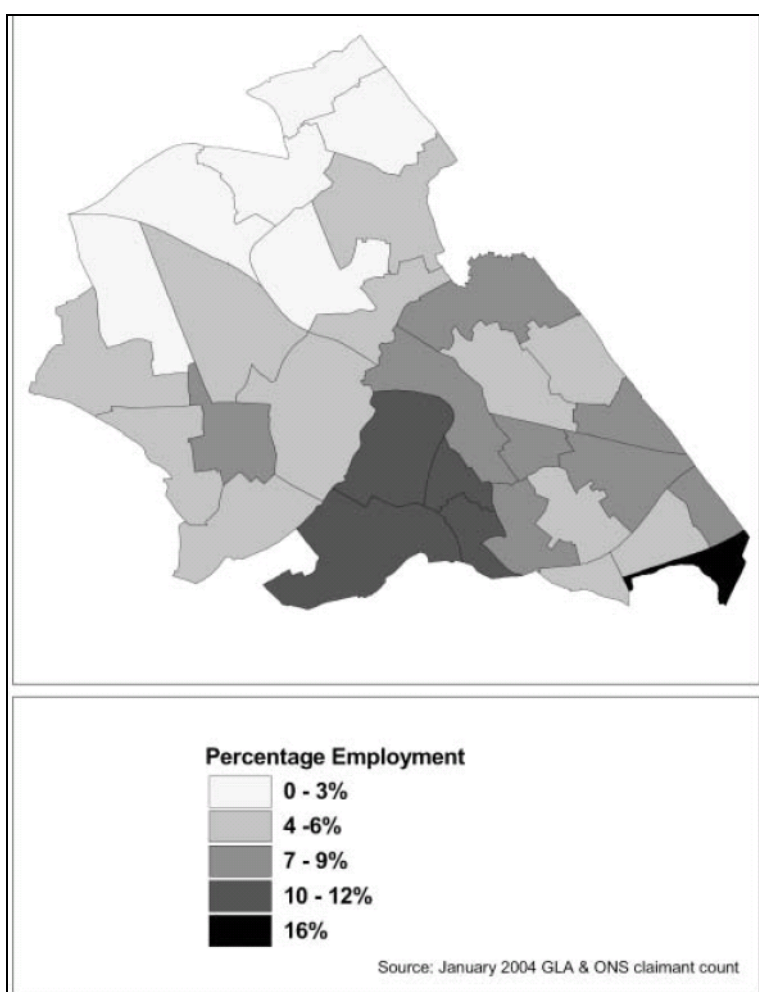 Percentage Employment
0 - 3%
4 -6%
7 - 9%
10 - 12%
16%
Source: January 2004 GLA & ONS claimant count